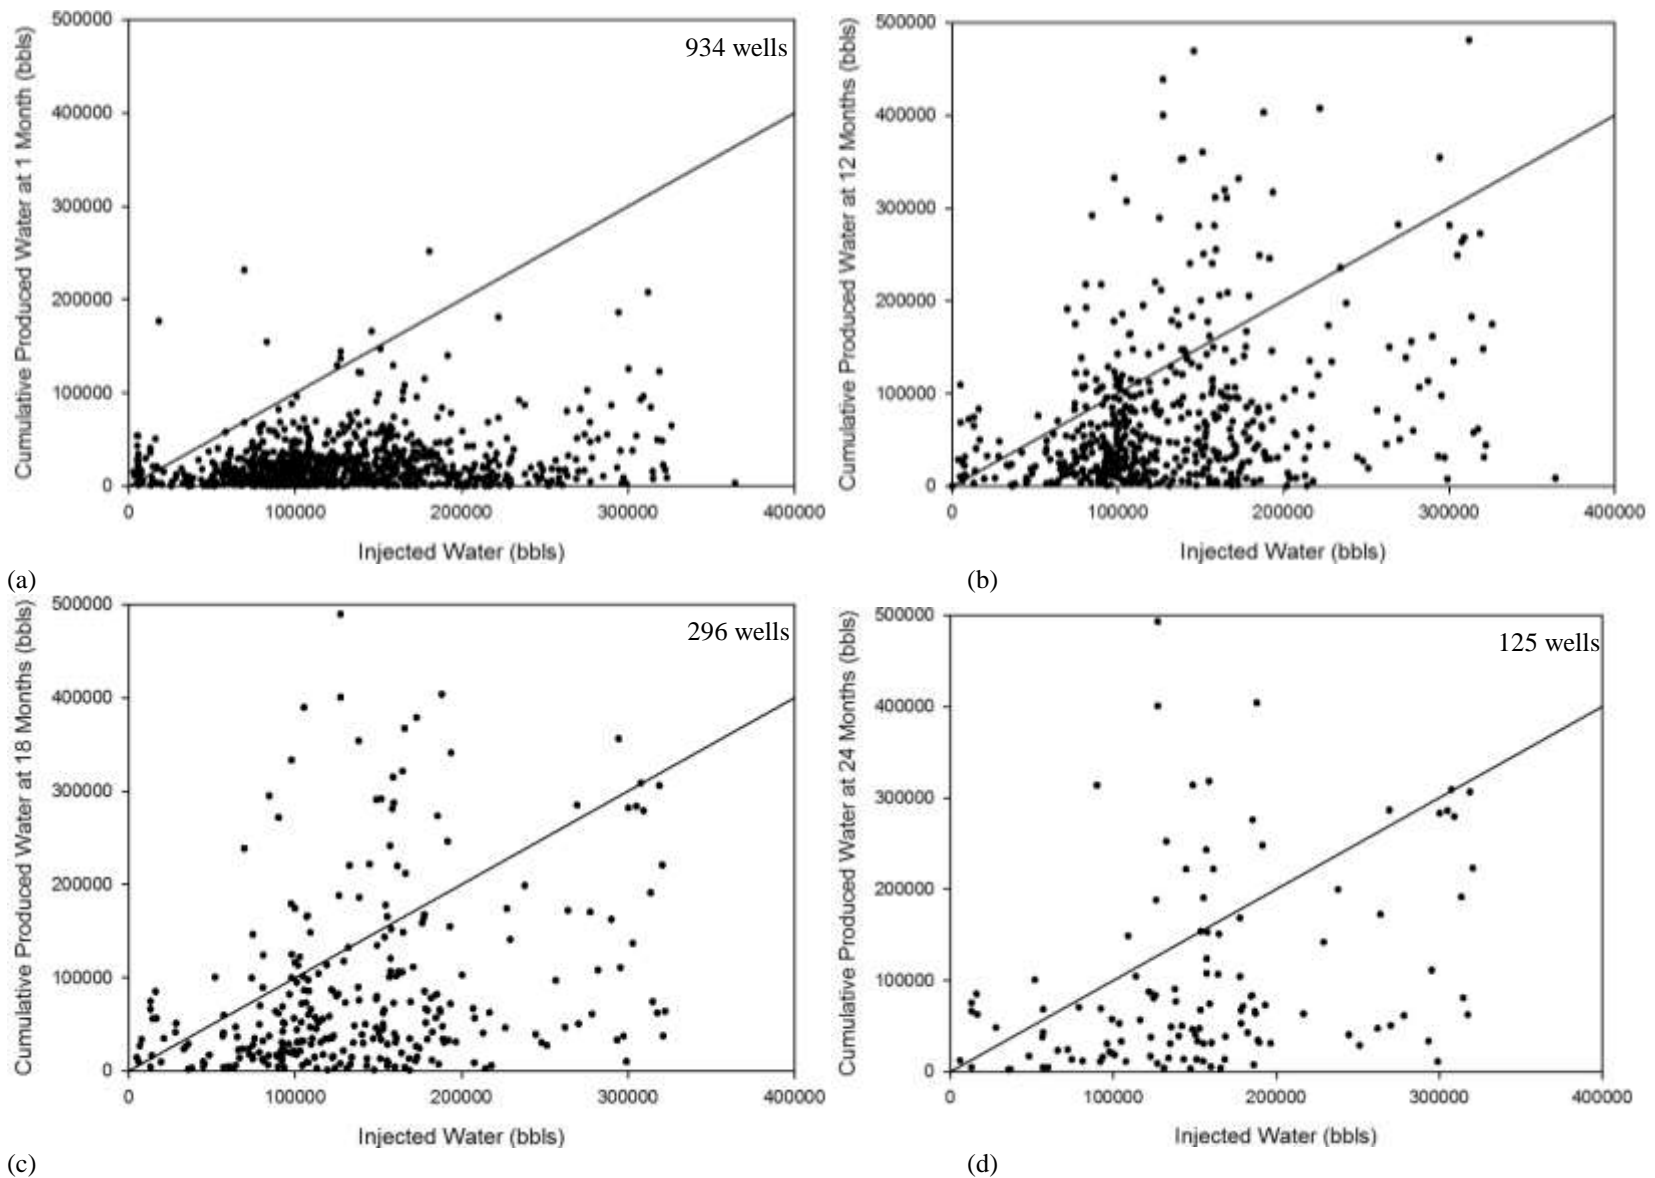 500000
400000
300000
200000
100000
0
0 100000 200000 300000 400000
Cumulative Produced Water at 1 Month (bbls)
Injected Water (bbls)
934 wells
(a)
500000
400000
300000
200000
100000
0
0 100000 200000 300000 400000
Cumulative Produced Water at 12 Months (bbls)
Injected Water (bbls)
(b)
500000
400000
300000
200000
100000
0
0 100000 200000 300000 400000
Cumulative Produced Water at 18 Months (bbls)
Injected Water (bbls)
296 wells
(c)
500000
400000
300000
200000
100000
0
0 100000 200000 300000 400000
Cumulative Produced Water at 24 Months (bbls)
Injected Water (bbls)
125 wells
(d)